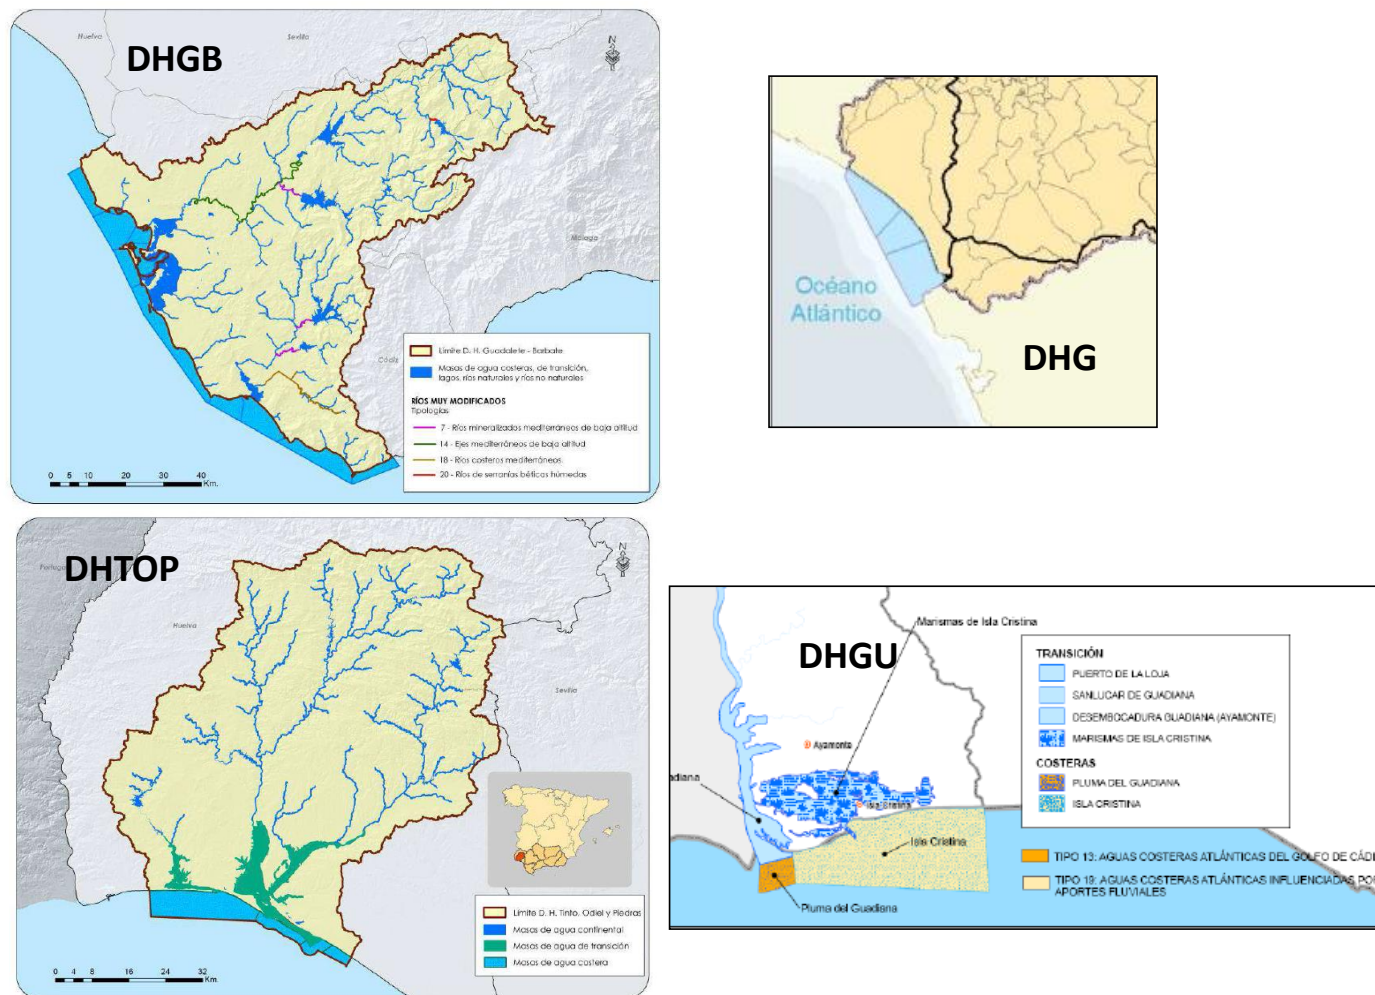 DHGB
Huelva
Sevilla
N
Málaga
Cádiz
Límite D. H. Guadalete - Barbate
Masas de agua costeras, de transición,
lagos, ríos naturales y ríos no naturales
RÍOS MUY MODIFICADOS
Tipologías
7 - Ríos mineralizados mediterráneos de baja altitud
14 - Ejes mediterráneos de baja altitud
18 - Ríos costeros mediterráneos
20 - Ríos de serranías béticas húmedas
0 5 10 20 30 40
Km.
Océano
Atlántico
DHG
DHTOP
Portugal
Huelva
N
Sevilla
Límite D. H. Tinto, Odiel y Piedras
Masas de agua continental
Masas de agua de transición
Masas de agua costera
0 4 8 16 24 32
Km.
DHGU
Marismas de Isla Cristina
Ayamonte
adiana
Isla Cristina
Isla Cristina
Pluma del Guadiana
TRANSICIÓN
PUERTO DE LA LOJA
SANLUCAR DE GUADIANA
DESEMBOCADURA GUADIANA (AYAMONTE)
MARISMAS DE ISLA CRISTINA
COSTERAS
PLUMA DEL GUADIANA
ISLA CRISTINA
TIPO 13: AGUAS COSTERAS ATLÁNTICAS DEL GOLFO DE CÁDI
TIPO 19: AGUAS COSTERAS ATLÁNTICAS INFLUENCIADAS POR
APORTES FLUVIALES